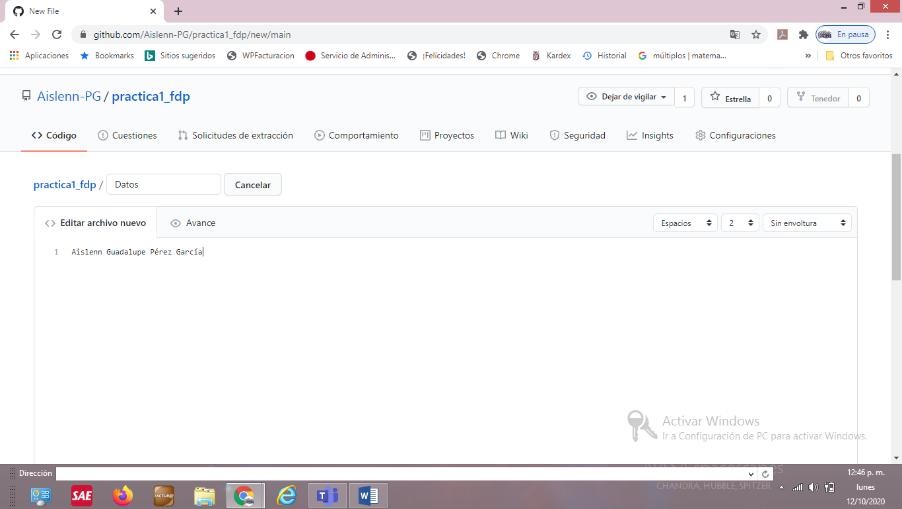 New File
github.com/Aislenn-PG/practica1_fdp/new/main
En pausa
Aplicaciones Bookmarks Sitios sugeridos WPFacturacion Servicio de Adminis... ¡Felicidades! Chrome Kardex Historial múltiplos | matema... » Otros favoritos
Aislenn-PG / practica1_fdp
Dejar de vigilar 1 Estrella 0 Tenedor 0
Código Cuestiones Solicitudes de extracción Comportamiento Proyectos Wiki Seguridad Insights Configuraciones
practica1_fdp / Datos Cancelar
Editar archivo nuevo Avance Espacios 2 Sin envoltura
1 Aislenn Guadalupe Pérez García
Activar Windows
Ir a Configuración de PC para activar Windows.
Dirección
CHANDRA, HUBBLE, SPITZER
SAE
12:46 p. m.
lunes
12/10/2020